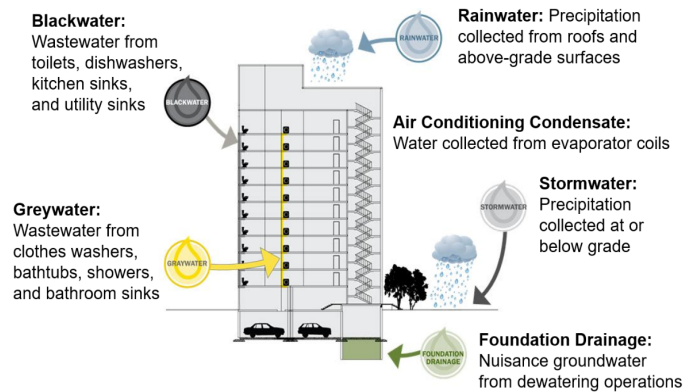 Blackwater:
Wastewater from
toilets, dishwashers,
kitchen sinks,
and utility sinks
BLACKWATER
Rainwater: Precipitation
collected from roofs and
above-grade surfaces
RAINWATER
Air Conditioning Condensate:
Water collected from evaporator coils
Stormwater:
Precipitation
collected at or
below grade
STORMWATER
Greywater:
Wastewater from
clothes washers,
bathtubs, showers,
and bathroom sinks
GRAYWATER
Foundation Drainage:
Nuisance groundwater
from dewatering operations
FOUNDATION
DRAINAGE